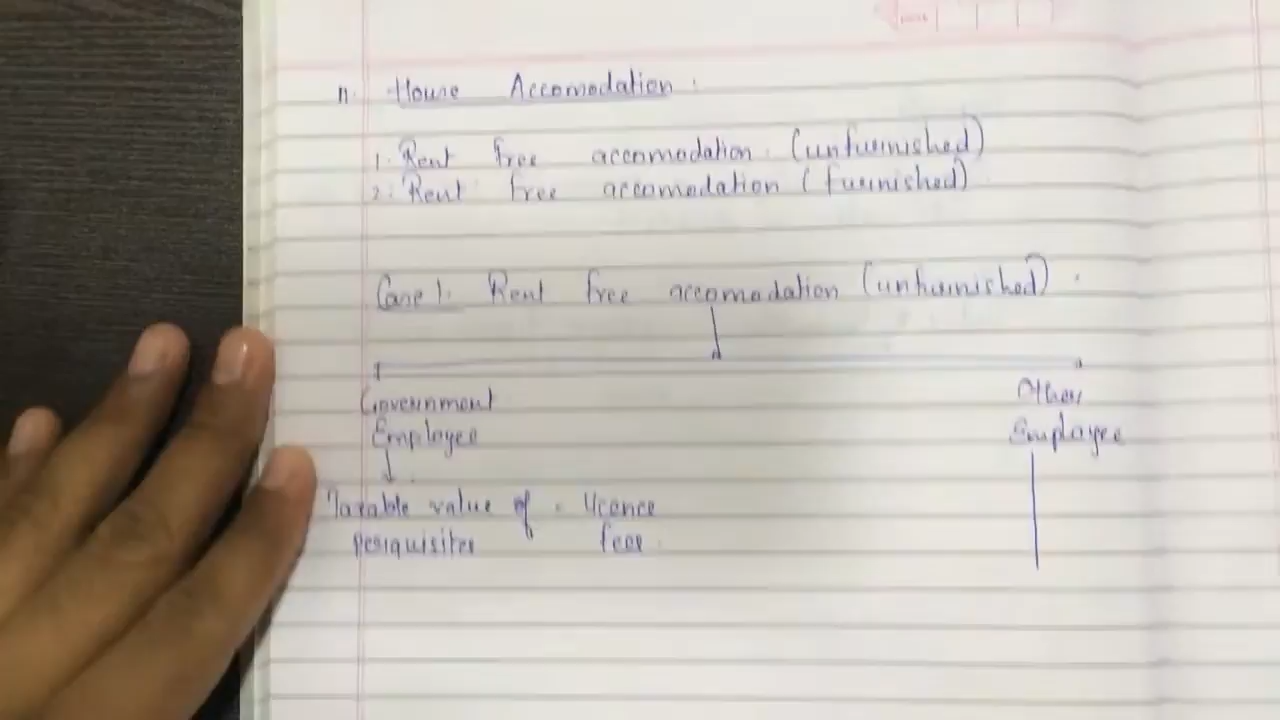 11. House Accomodation :
1. Rent free accomodation. (unfurnished)
2. Rent free accomodation (furnished)
Case 1. Rent free accomodation (unfurnished).
Government
Employee
Other
Employee
Taxable value of = licence
perquisites fees.